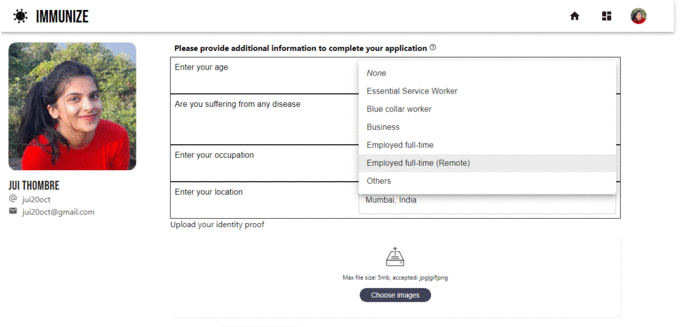 IMMUNIZE
Please provide additional information to complete your application
Enter your age
None
Essential Service Worker
Are you suffering from any disease
Blue collar worker
Business
Employed full-time
Enter your occupation
Employed full-time (Remote)
Others
JUI THOMBRE
Enter your location
Mumbai, India
@ jui20oct
jui20oct@gmail.com
Upload your identity proof
Max file size: 5mb, accepted: jpg|gif|png
Choose images